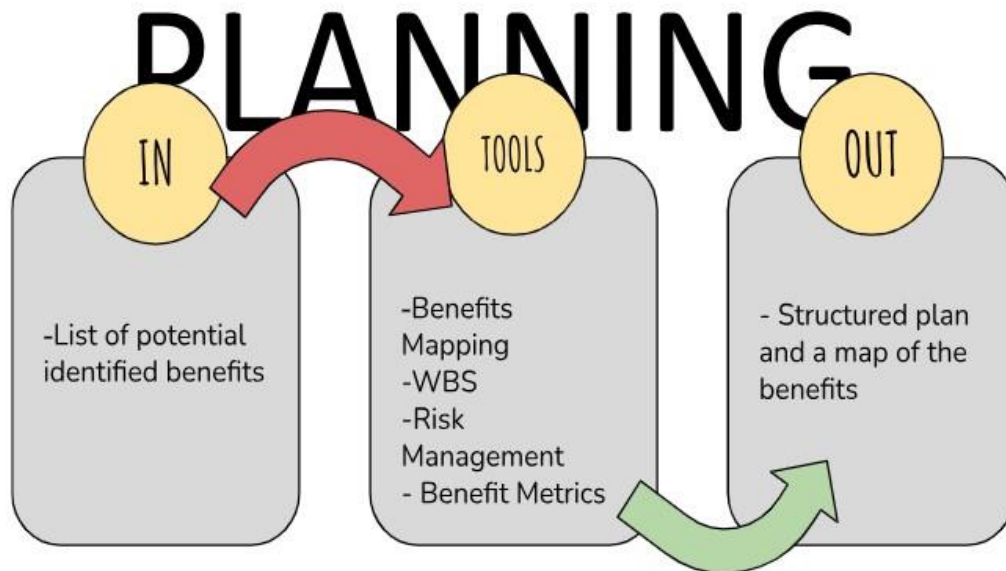 PLANNING
IN
-List of potential
identified benefits
TOOLS
-Benefits
Mapping
-WBS
-Risk
Management
- Benefit Metrics
OUT
- Structured plan
and a map of the
benefits